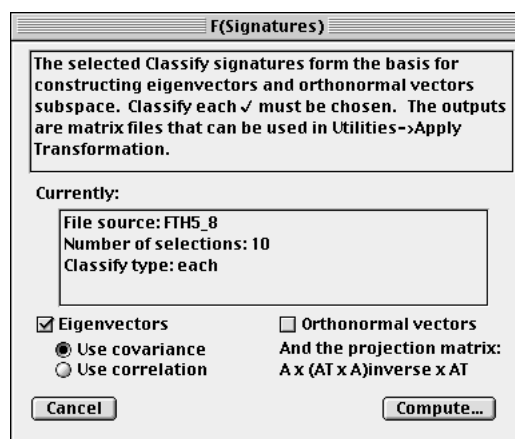 F(Signatures)
The selected Classify signatures form the basis for
constructing eigenvectors and orthonormal vectors
subspace. Classify each √ must be chosen. The outputs
are matrix files that can be used in Utilities->Apply
Transformation.
Currently:
File source: FTH5_8
Number of selections: 10
Classify type: each
Eigenvectors
Orthonormal vectors
Use covariance
And the projection matrix:
Use correlation
A x (AT x A)inverse x AT
Cancel
Compute...